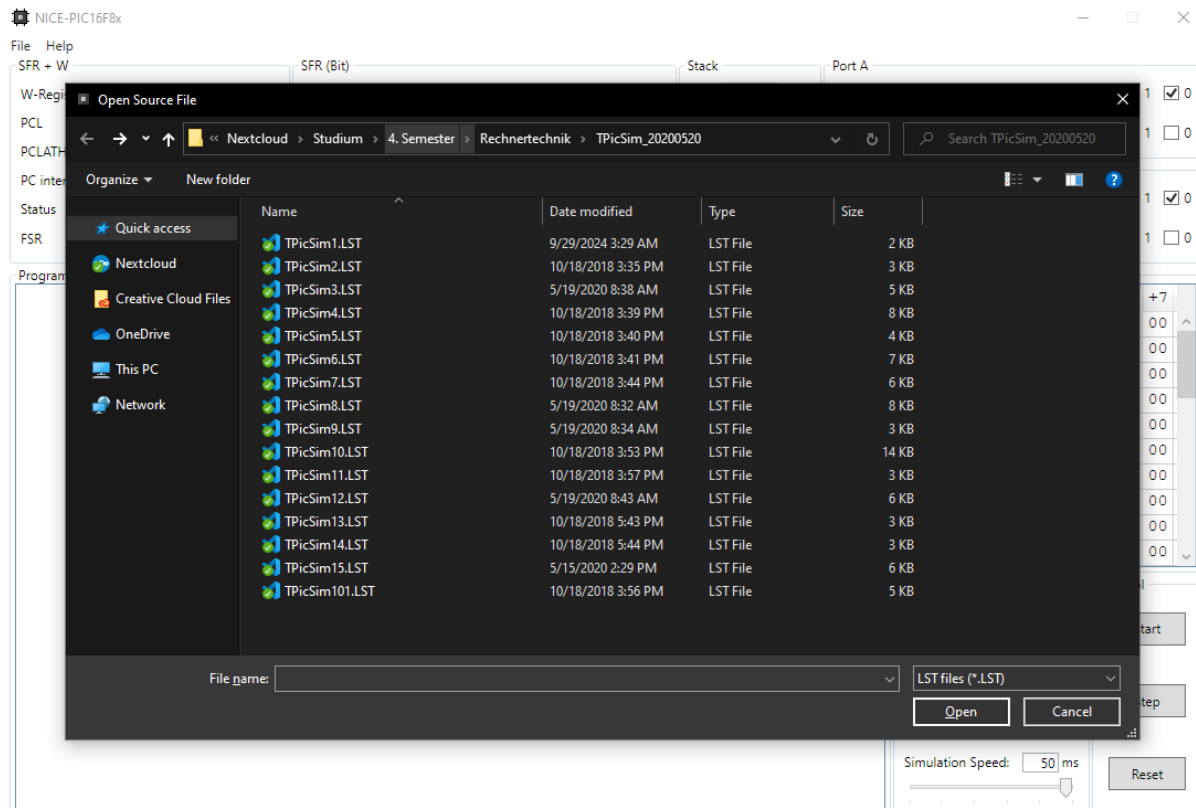 NICE-PIC16F8x
File Help
SFR + W SFR (Bit) Stack Port A
W-Regi
Open Source File
1 0
PCL
1 0
Nextcloud Studium 4. Semester Rechnertechnik TPicSim_20200520 Search TPicSim_20200520
PCLATH
PC inter
Organize New folder
Status
1 0
FSR
1 0
Name Date modified Type Size
Quick access
Nextcloud
Creative Cloud Files
OneDrive
This PC
Network
TPicSim1.LST 9/29/2024 3:29 AM LST File 2 KB
TPicSim2.LST 10/18/2018 3:35 PM LST File 3 KB
TPicSim3.LST 5/19/2020 8:38 AM LST File 5 KB
TPicSim4.LST 10/18/2018 3:39 PM LST File 8 KB
TPicSim5.LST 10/18/2018 3:40 PM LST File 4 KB
TPicSim6.LST 10/18/2018 3:41 PM LST File 7 KB
TPicSim7.LST 10/18/2018 3:44 PM LST File 6 KB
TPicSim8.LST 5/19/2020 8:32 AM LST File 8 KB
TPicSim9.LST 5/19/2020 8:34 AM LST File 3 KB
TPicSim10.LST 10/18/2018 3:53 PM LST File 14 KB
TPicSim11.LST 10/18/2018 3:57 PM LST File 3 KB
TPicSim12.LST 5/19/2020 8:43 AM LST File 6 KB
TPicSim13.LST 10/18/2018 5:43 PM LST File 3 KB
TPicSim14.LST 10/18/2018 5:44 PM LST File 3 KB
TPicSim15.LST 5/15/2020 2:29 PM LST File 6 KB
TPicSim101.LST 10/18/2018 3:56 PM LST File 5 KB
Program
+7
00
00
00
00
00
00
00
00
00
00
tart
File name: LST files (*.LST)
Open Cancel
tep
Simulation Speed: 50 ms
Reset